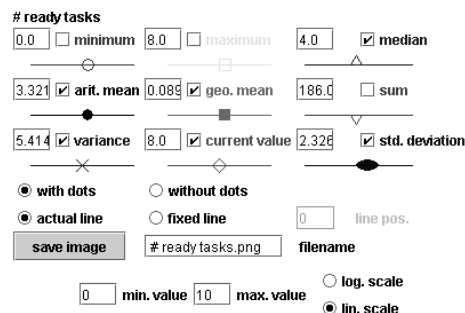 # ready tasks
0.0 minimum 8.0 maximum 4.0 median
3.321 arit. mean 0.089 geo. mean 186.0 sum
5.414 variance 8.0 current value 2.326 std. deviation
with dots without dots
actual line fixed line 0 line pos.
save image # ready tasks.png filename
0 min. value 10 max. value
log. scale
lin. scale